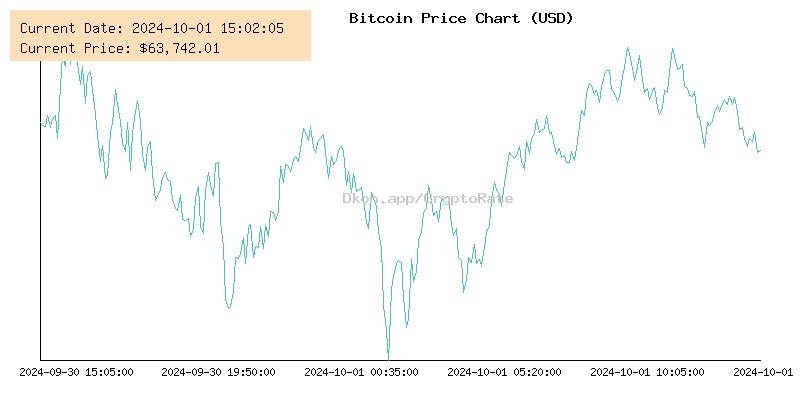 Bitcoin Price Chart (USD)
Current Date: 2024-10-01 15:02:05
Current Price: $63,742.01
Dkon.app/CryptoRate
2024-09-30 15:05:00
2024-09-30 19:50:00
2024-10-01 00:35:00
2024-10-01 05:20:00
2024-10-01 10:05:00
2024-10-01